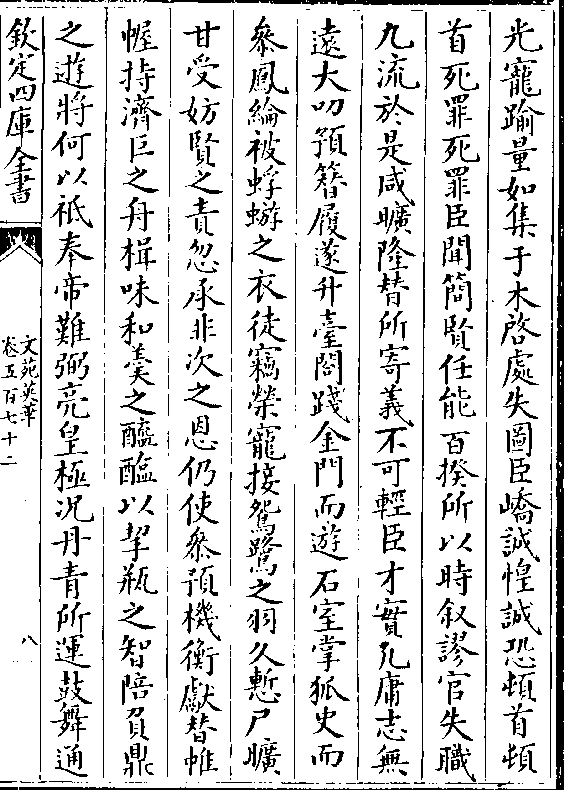 光寵踰量如集于木啓處失圖臣嶠誠惶誠恐頓首頓
首死罪死罪臣聞簡賢任能百揆所以時叙謬官失職
九流於是咸曠隆替所寄義不可輕臣才實凡庸志無
遠大叨預簪履遂升臺閣踐金門而遊石室掌狐史而
叅鳳綸被蜉蝣之衣徒竊榮寵接鴛鷺之羽久慙尸曠
甘受妨賢之責忽承非次之恩仍使叅預機衡獻替帷
幄持濟巨之舟楫味和羮之醯醢以挈瓶之智陪負鼎
之遊將何以祗奉帝難弼亮皇極況丹青所運鼓舞通
欽定四庫全書
文苑英華
卷五百七十二
八